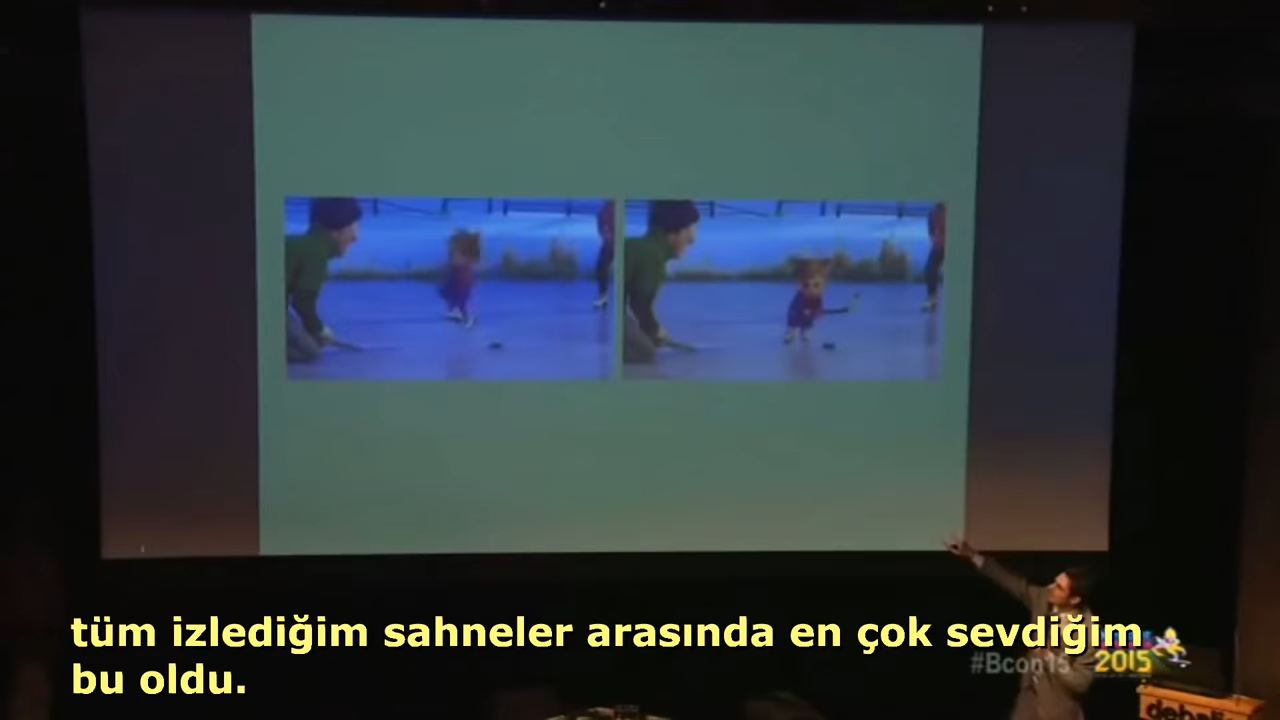 tüm izlediğim sahneler arasında en çok sevdiğim
bu oldu.
#Bcon15
2015